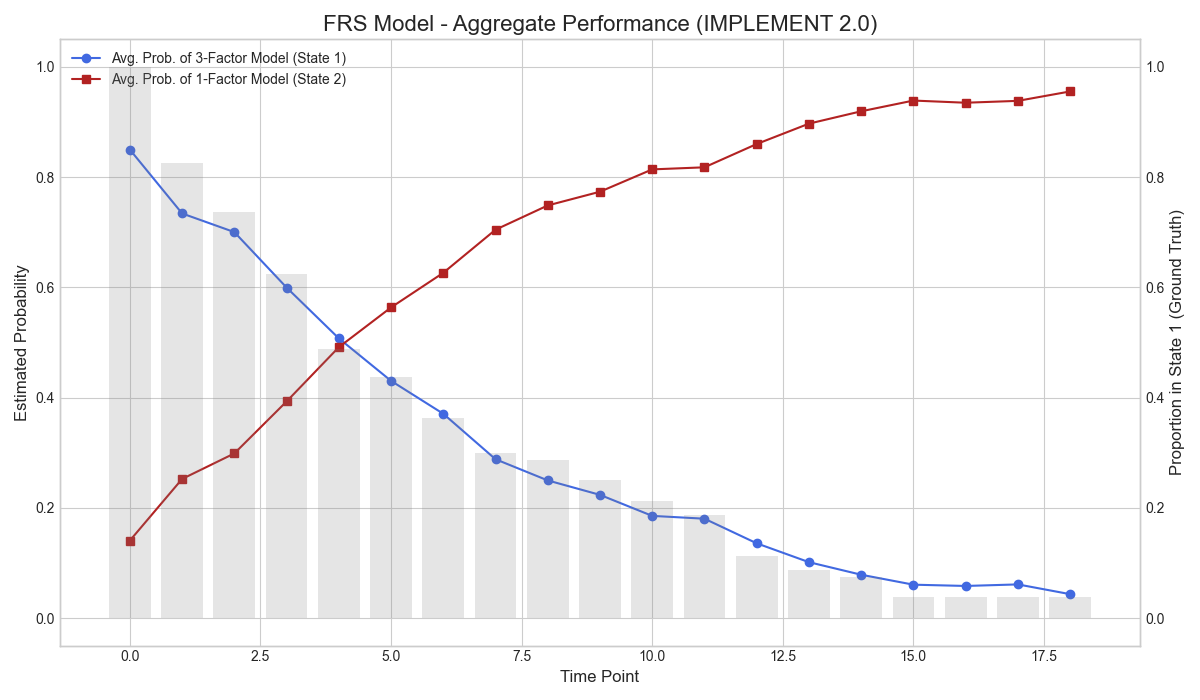 FRS Model - Aggregate Performance (IMPLEMENT 2.0)
Avg. Prob. of 3-Factor Model (State 1)
Avg. Prob. of 1-Factor Model (State 2)
Estimated Probability
1.0
0.8
0.6
0.4
0.2
0.0
1.0
0.8
0.6
0.4
0.2
0.0
Proportion in State 1 (Ground Truth)
0.0 2.5 5.0 7.5 10.0 12.5 15.0 17.5
Time Point